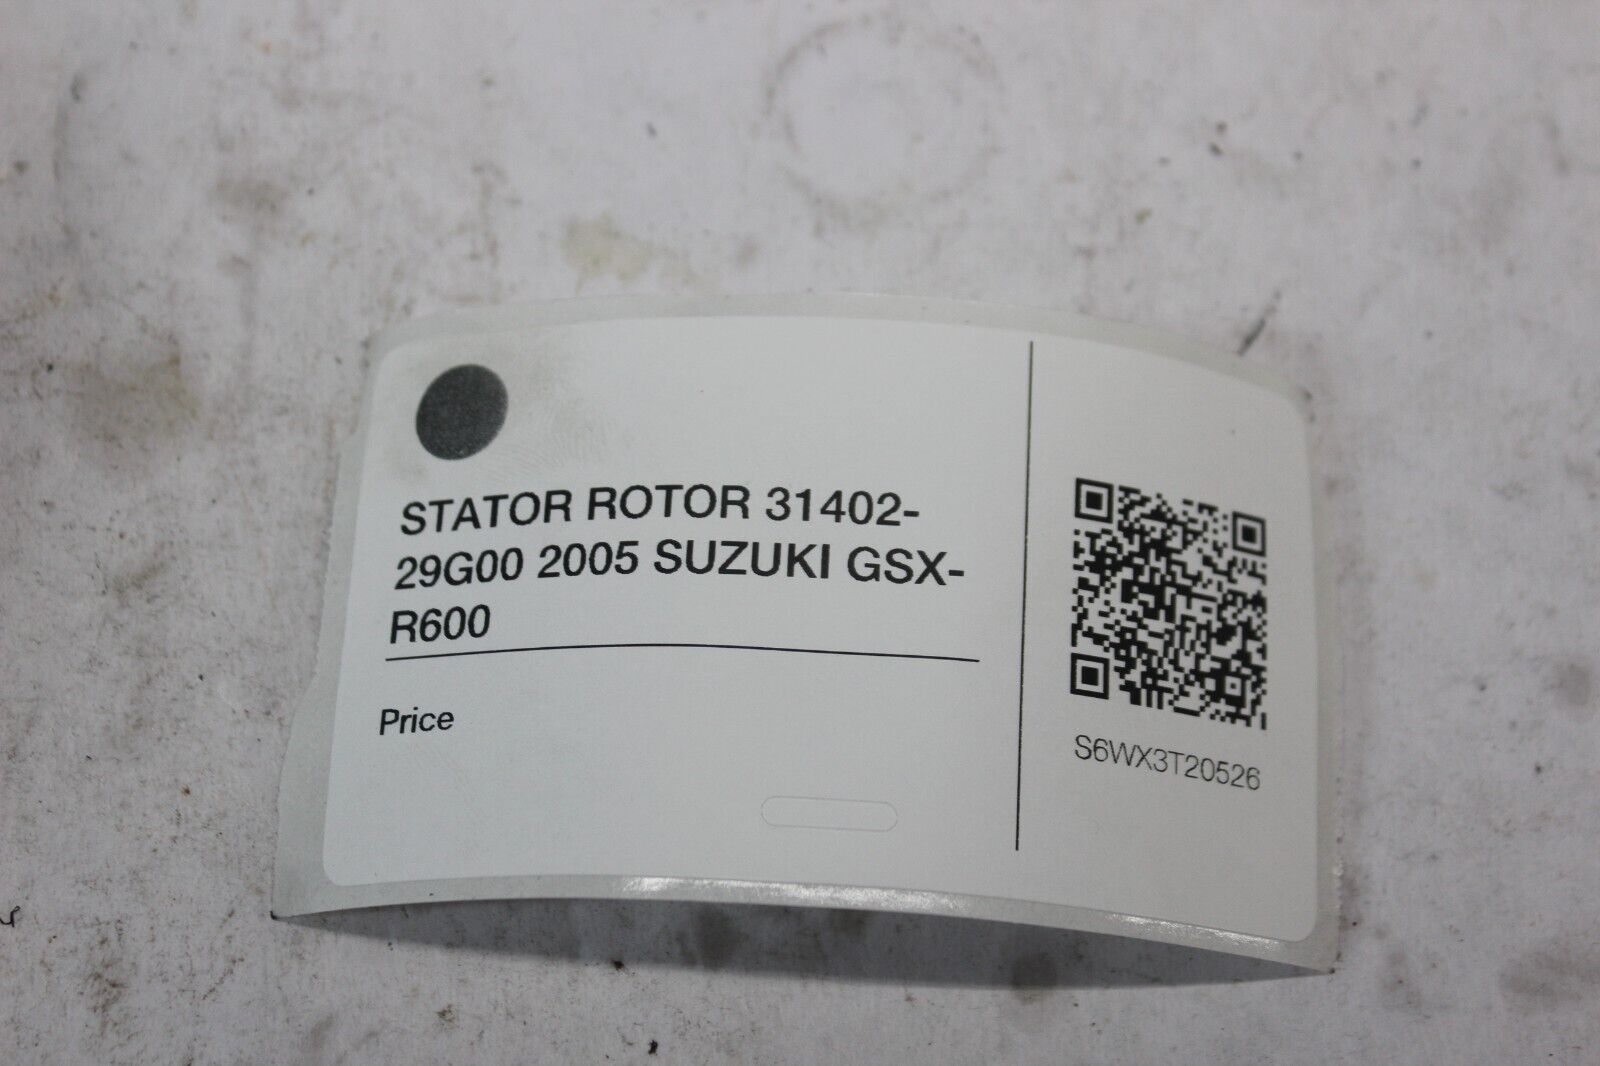 STATOR ROTOR 31402-
29G00 2005 SUZUKI GSX-
R600
Price
S6WX3T20526